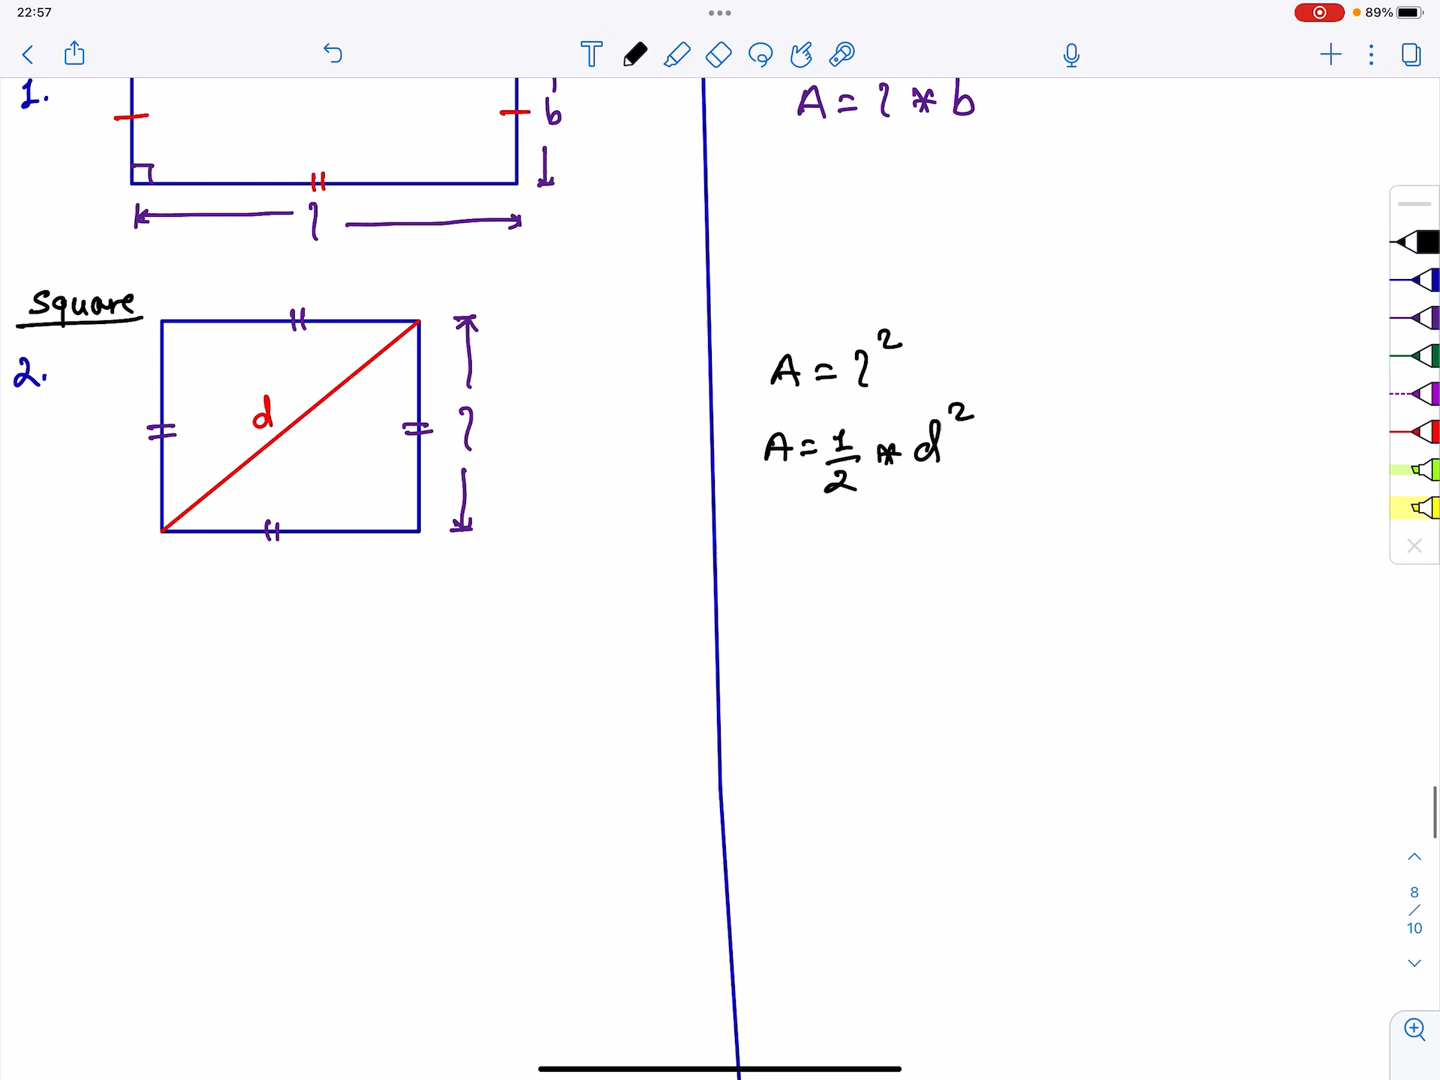 22:57
89%
1.
b
A = l * b
l
square
2.
d
l
A = l²
A = 1/2 * d²
8
/
10